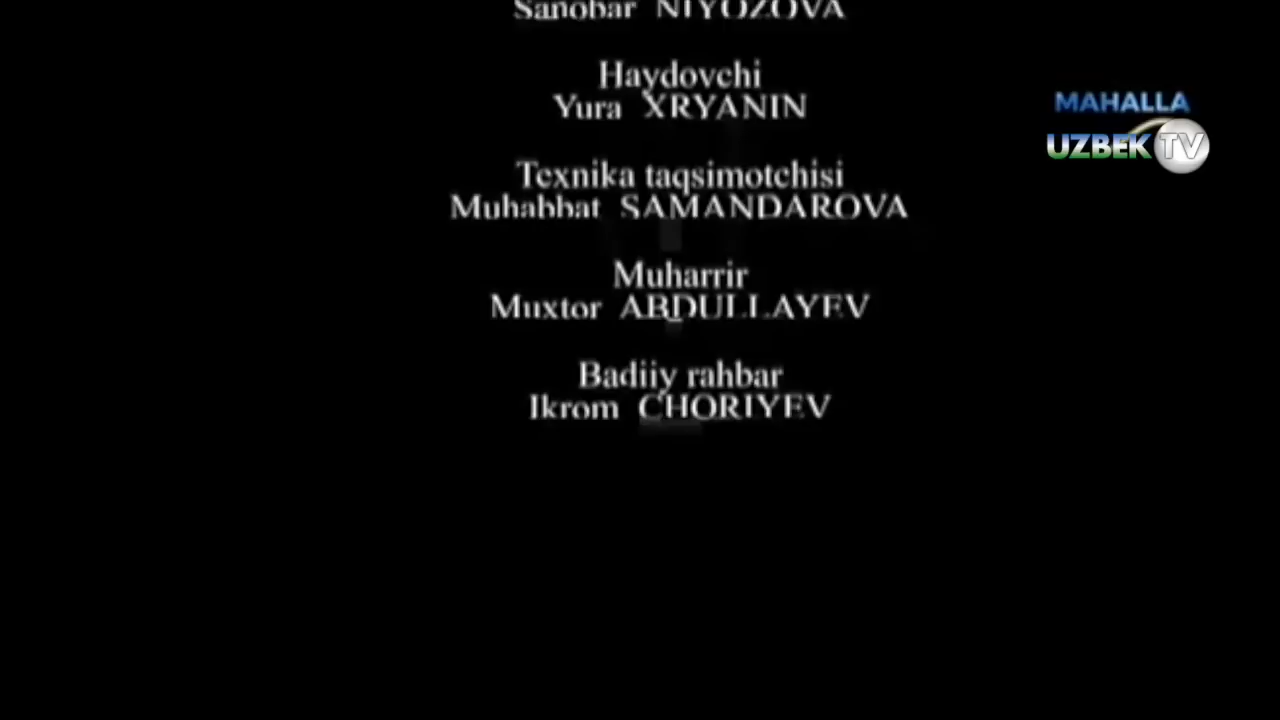 Sanobar NIYOZOVA
Haydovchi
Yura XRYANIN
Texnika taqsimotchisi
Muhabbat SAMANDAROVA
Muharrir
Muxtor ABDULLAYEV
Badiiy rahbar
Ikrom CHORIYEV
MAHALLA
UZBEK TV